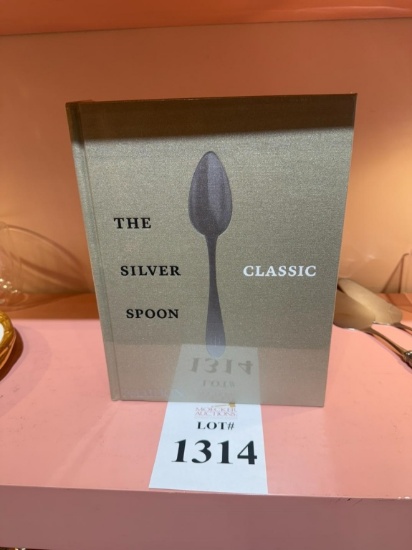 THE
SILVER CLASSIC
SPOON
LOT#
1314